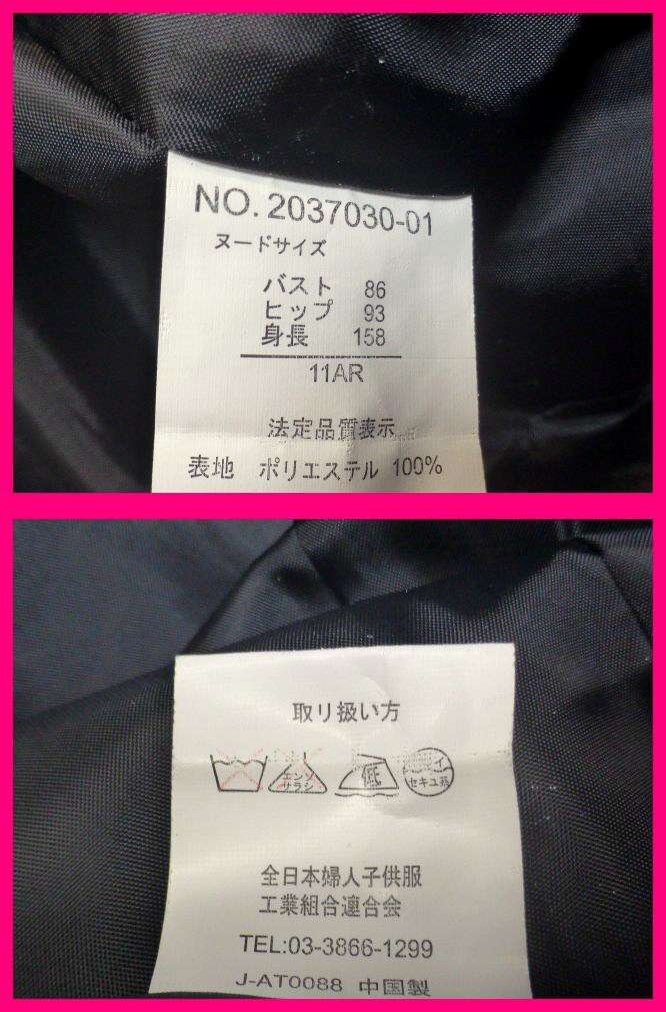 NO. 2037030-01
ヌードサイズ
バスト 86
ヒップ 93
身長 158
11AR
法定品質表示
表地 ポリエステル 100%
取り扱い方
エンソ
サラシ
低
イ
セキユ系
全日本婦人子供服
工業組合連合会
TEL:03-3866-1299
J-AT0088 中国製